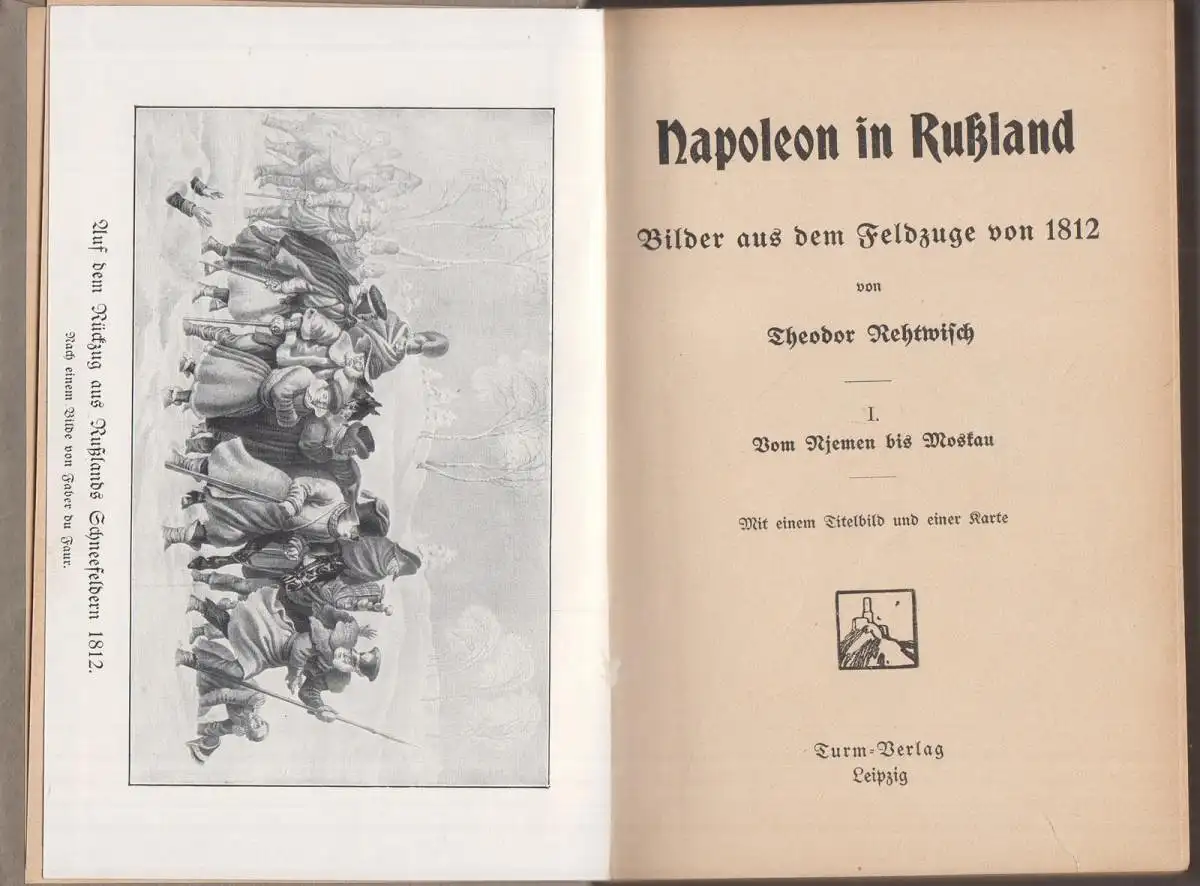 Auf dem Rückzug aus Rußlands Schneefeldern 1812.
Nach einem Bilde von Faber du Faur.
Napoleon in Rußland
Bilder aus dem Feldzuge von 1812
von
Theodor Rehtwisch
I.
Vom Njemen bis Moskau
Mit einem Titelbild und einer Karte
Turm-Verlag
Leipzig